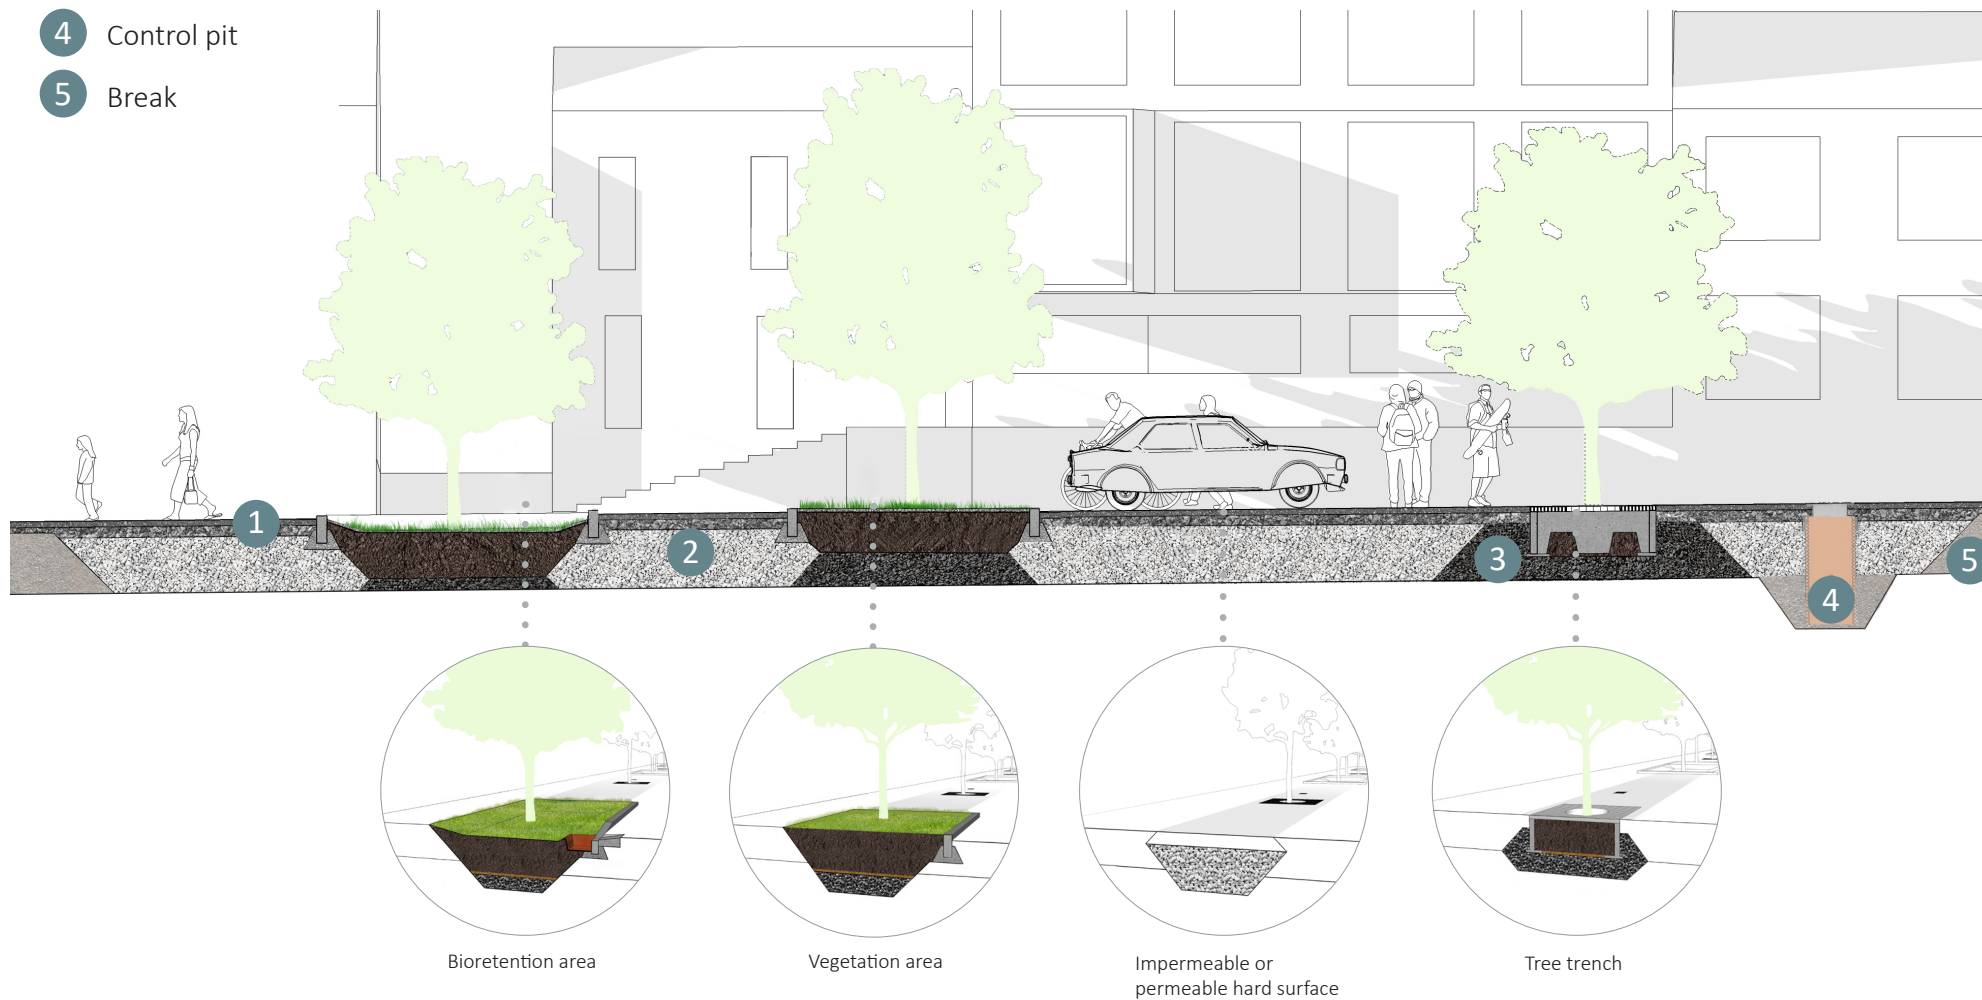 4 Control pit
5 Break
1
2
3
4
5
Bioretention area
Vegetation area
Impermeable or
permeable hard surface
Tree trench